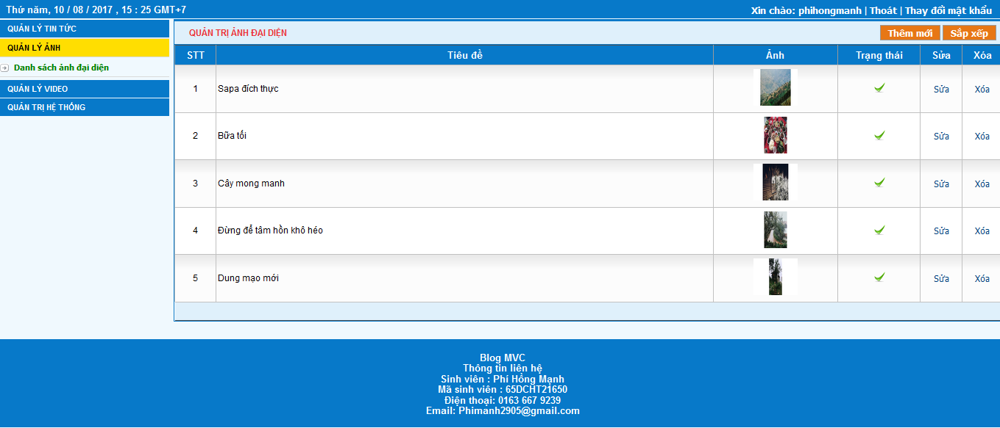 Thứ năm, 10 / 08 / 2017 , 15 : 25 GMT+7
Xin chào: phihongmanh | Thoát | Thay đổi mật khẩu
QUẢN LÝ TIN TỨC
QUẢN LÝ ẢNH
Danh sách ảnh đại diện
QUẢN LÝ VIDEO
QUẢN TRỊ HỆ THỐNG
QUẢN TRỊ ẢNH ĐẠI DIỆN
Thêm mới Sắp xếp
STT Tiêu đề Ảnh Trạng thái Sửa Xóa
1 Sapa đích thực Sửa Xóa
2 Bữa tối Sửa Xóa
3 Cây mong manh Sửa Xóa
4 Đừng để tâm hồn khô héo Sửa Xóa
5 Dung mạo mới Sửa Xóa
Blog MVC
Thông tin liên hệ
Sinh viên : Phí Hồng Mạnh
Mã sinh viên : 65DCHT21650
Điện thoại: 0163 667 9239
Email: Phimanh2905@gmail.com